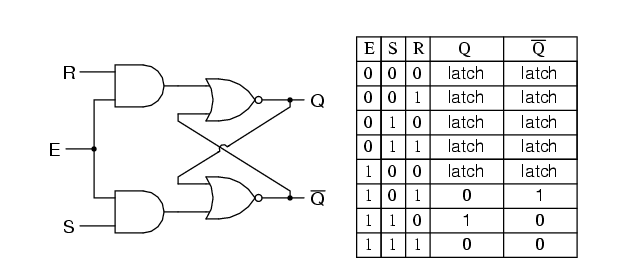 R
E
S
Q
Q̅
E S R Q Q̅
0 0 0 latch latch
0 0 1 latch latch
0 1 0 latch latch
0 1 1 latch latch
1 0 0 latch latch
1 0 1 0 1
1 1 0 1 0
1 1 1 0 0